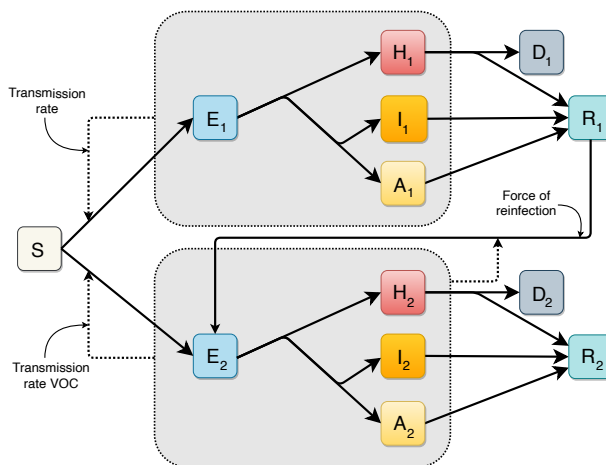 H1
D1
Transmission
rate
E1
I1
R1
A1
Force of
reinfection
S
H2
D2
E2
I2
R2
Transmission
rate VOC
A2